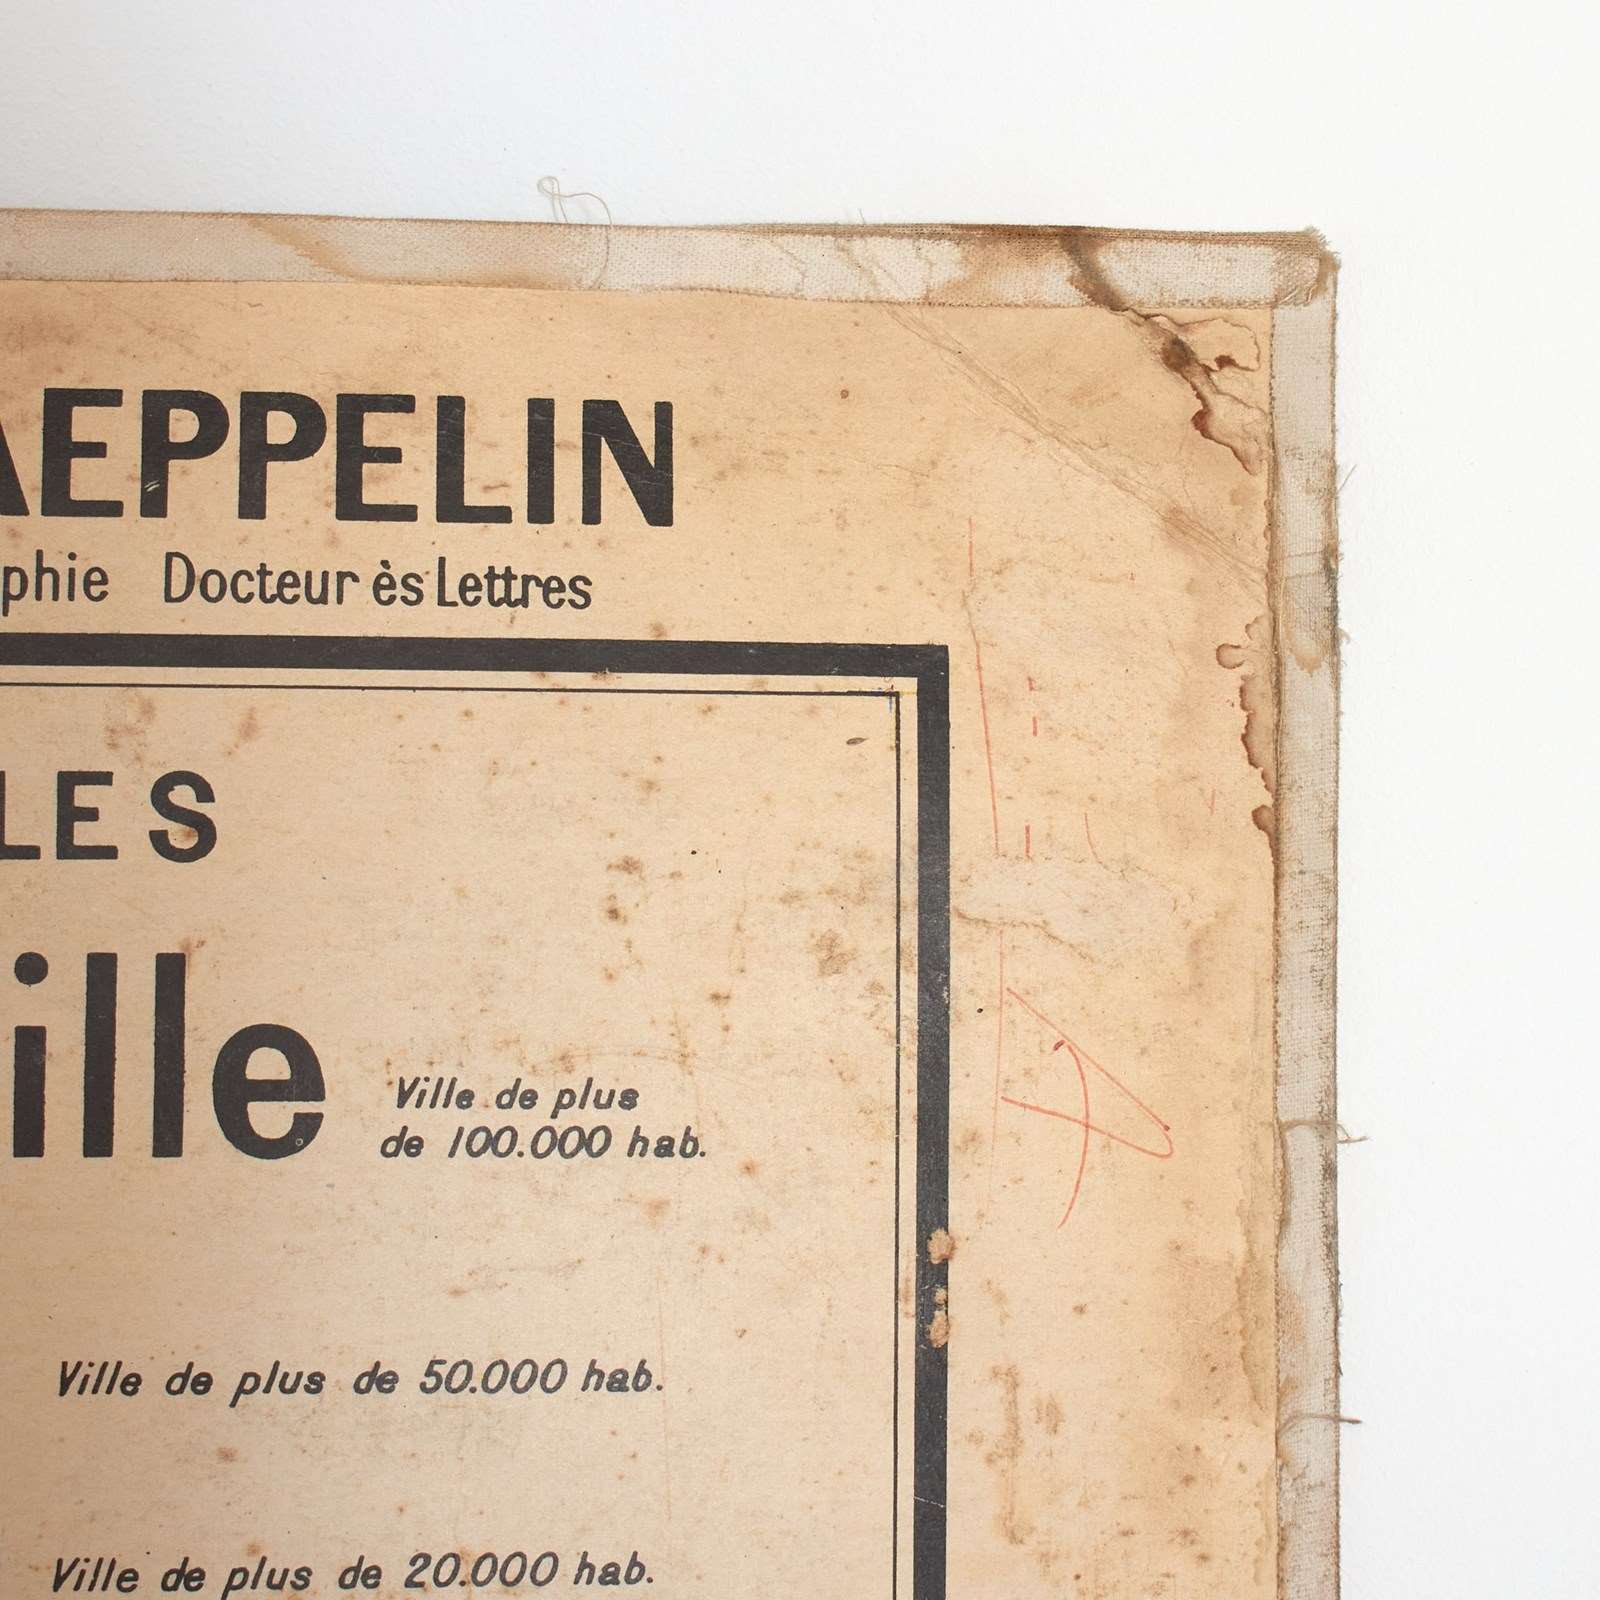 AEPPELIN
phie Docteur ès Lettres
LES
ille
Ville de plus
de 100.000 hab.
Ville de plus de 50.000 hab.
Ville de plus de 20.000 hab.